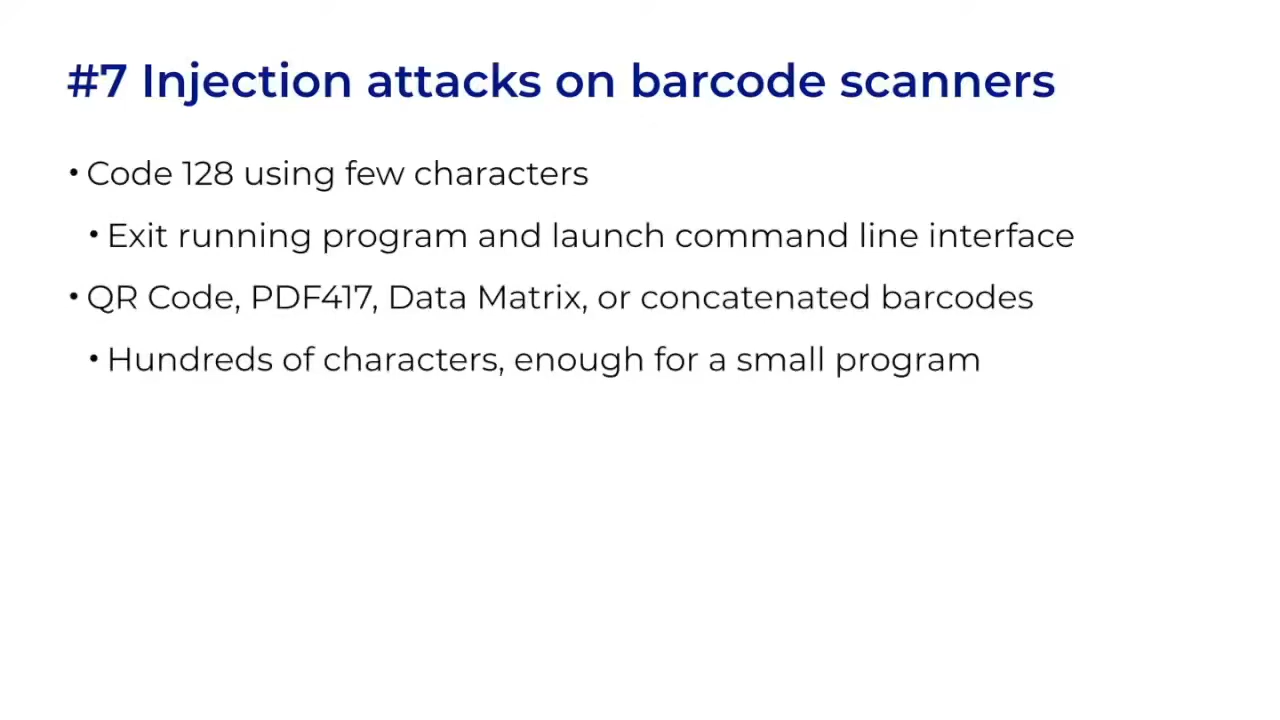 #7 Injection attacks on barcode scanners
• Code 128 using few characters
• Exit running program and launch command line interface
• QR Code, PDF417, Data Matrix, or concatenated barcodes
• Hundreds of characters, enough for a small program